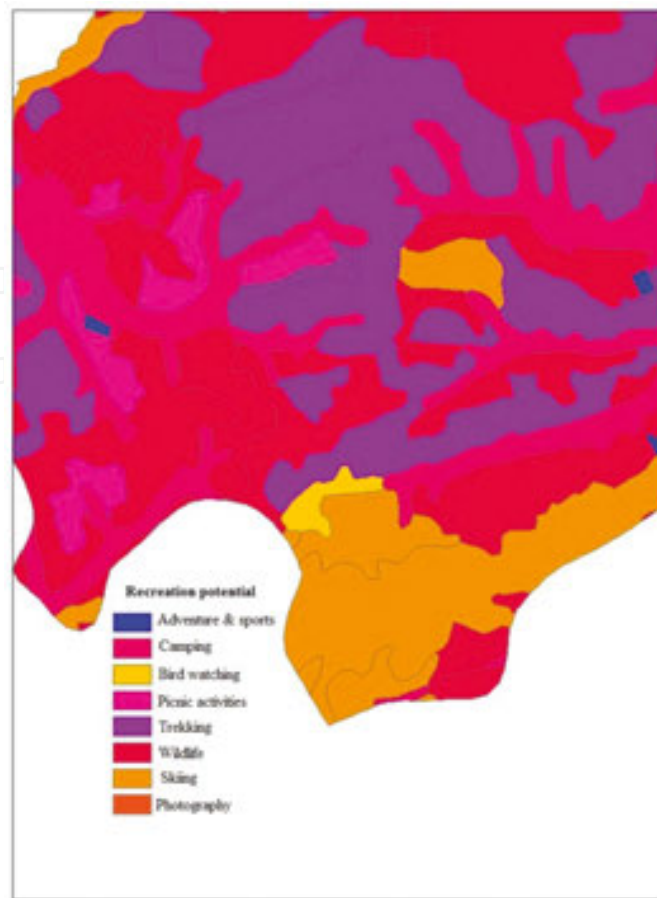 Recreation potential
Adventure & sports
Camping
Bird watching
Picnic activities
Trekking
Wildlife
Skiing
Photography